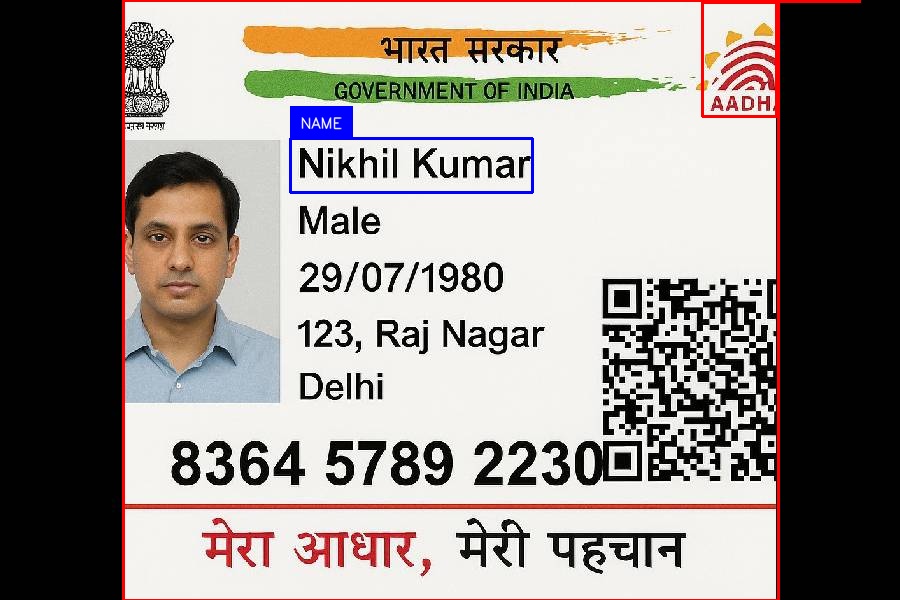 भारत सरकार
GOVERNMENT OF INDIA
AADHA
NAME
Nikhil Kumar
Male
29/07/1980
123, Raj Nagar
Delhi
8364 5789 2230
मेरा आधार, मेरी पहचान